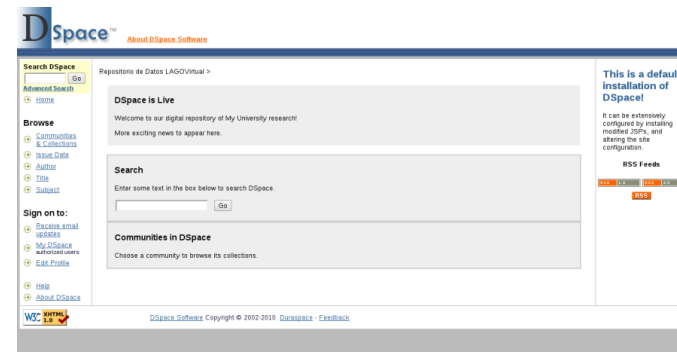 DSpace™
About DSpace Software
Search DSpace
Go
Advanced Search
Home
Browse
Communities
& Collections
Issue Date
Author
Title
Subject
Sign on to:
Receive email
updates
My DSpace
authorized users
Edit Profile
Help
About DSpace
Repositorio de Datos LAGOVirtual >
DSpace is Live
Welcome to our digital repository of My University research!
More exciting news to appear here.
Search
Enter some text in the box below to search DSpace.
Go
Communities in DSpace
Choose a community to browse its collections.
This is a defaul
installation of
DSpace!
It can be extensively
configured by installing
modified JSPs, and
altering the site
configuration.
RSS Feeds
RSS
W3C XHTML 1.0
DSpace Software Copyright © 2002-2010 Duraspace - Feedback